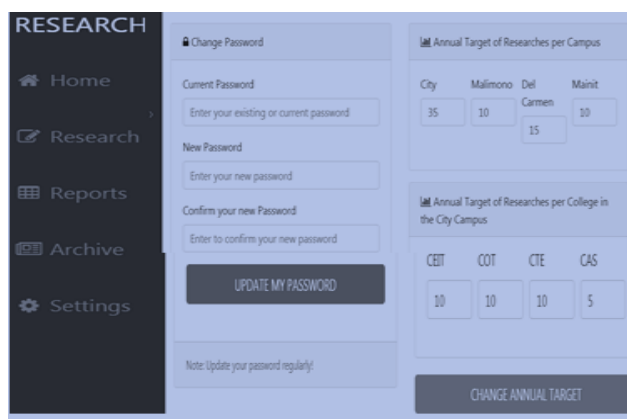 RESEARCH
Home
Research
Reports
Archive
Settings
Change Password
Current Password
Enter your existing or current password
New Password
Enter your new password
Confirm your new Password
Enter to confirm your new password
UPDATE MY PASSWORD
Note: Update your password regularly!
Annual Target of Researches per Campus
City Malimono Del Mainit
Carmen
35 10 10
15
Annual Target of Researches per College in
the City Campus
CEIT COT CTE CAS
10 10 10 5
CHANGE ANNUAL TARGET